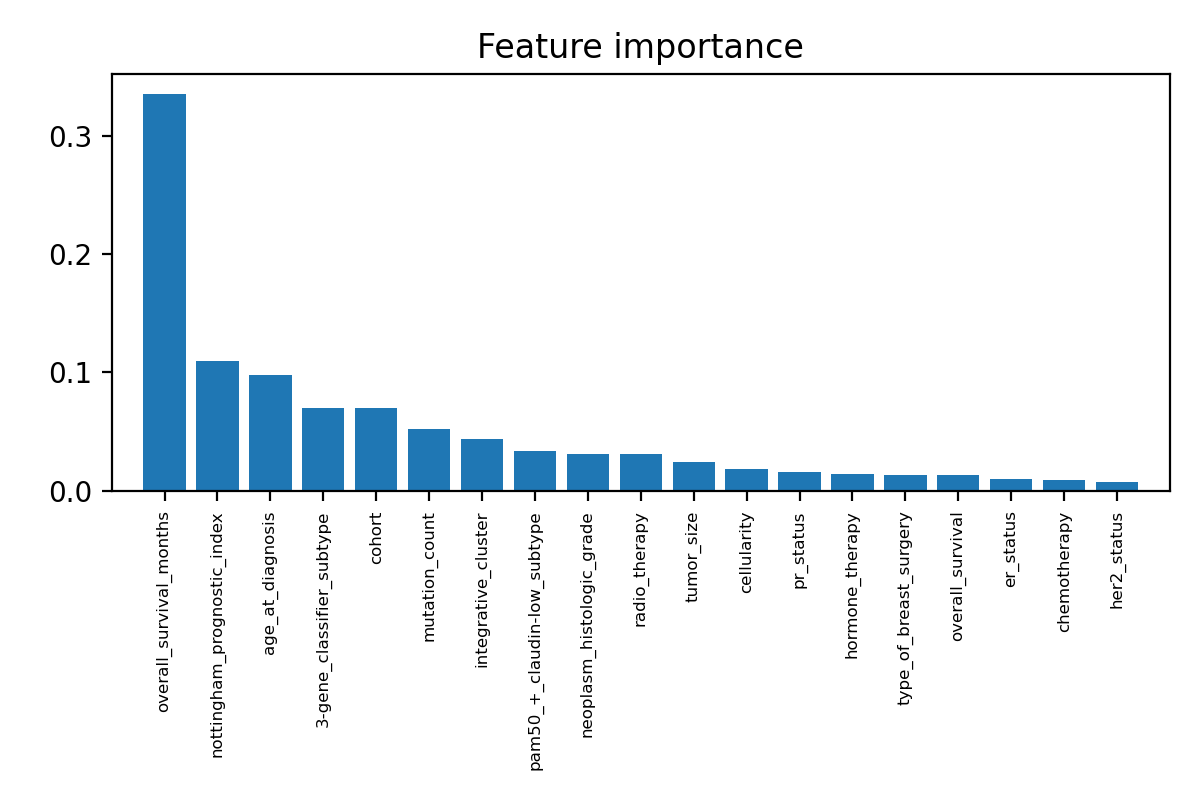 Feature importance
0.3
0.2
0.1
0.0
overall_survival_months
nottingham_prognostic_index
age_at_diagnosis
3-gene_classifier_subtype
cohort
mutation_count
integrative_cluster
pam50_+_claudin-low_subtype
neoplasm_histologic_grade
radio_therapy
tumor_size
cellularity
pr_status
hormone_therapy
type_of_breast_surgery
overall_survival
er_status
chemotherapy
her2_status